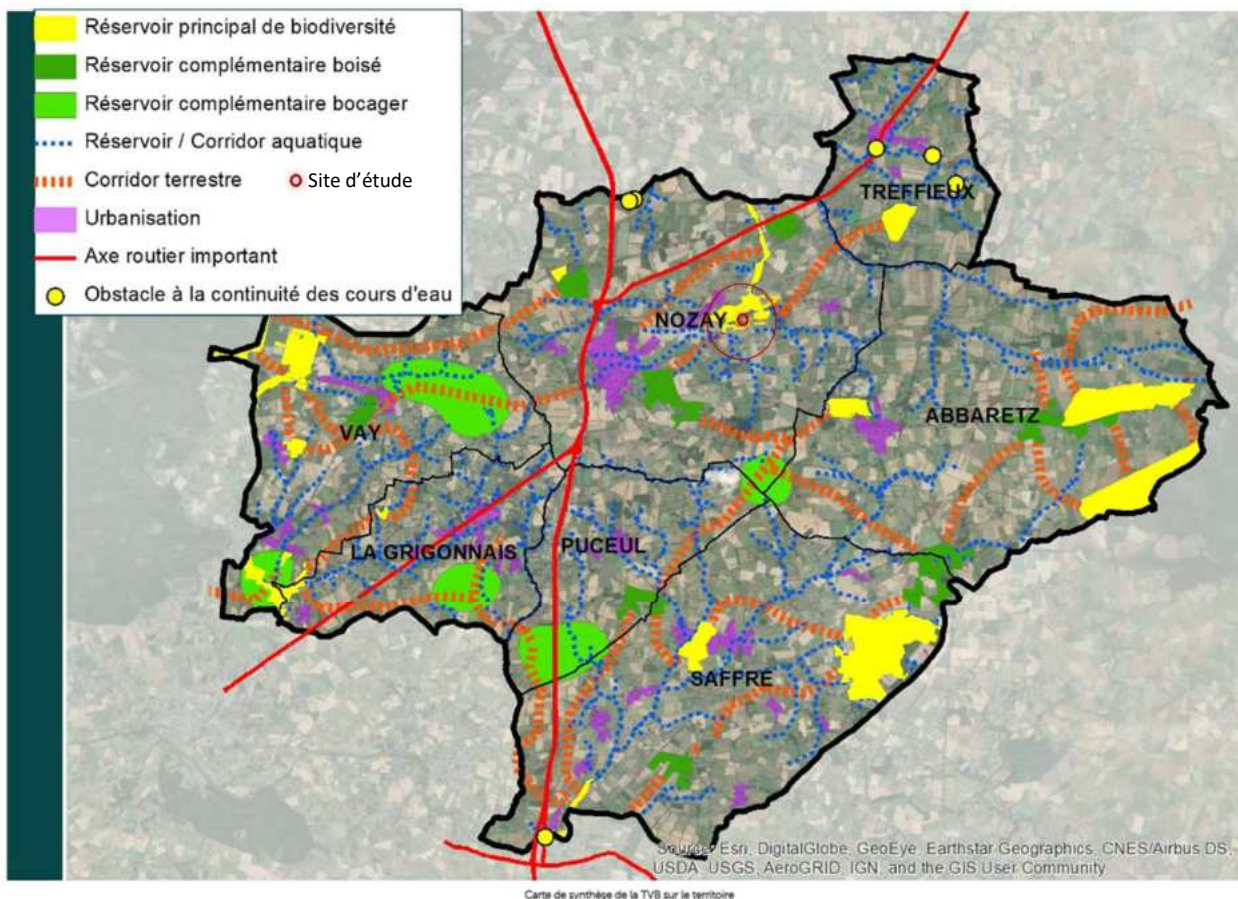 Réservoir principal de biodiversité
Réservoir complémentaire boisé
Réservoir complémentaire bocager
Réservoir / Corridor aquatique
Corridor terrestre
Site d'étude
Urbanisation
Axe routier important
Obstacle à la continuité des cours d'eau
TREFFIEUX
NOZAY
ABBARETZ
VAY
LA GRIGONNAIS
PUCEUL
SAFFRE
Source: Esri, DigitalGlobe, GeoEye, Earthstar Geographics, CNES/Airbus DS,
USDA, USGS, AeroGRID, IGN, and the GIS User Community
Carte de synthèse de la TVB sur le territoire